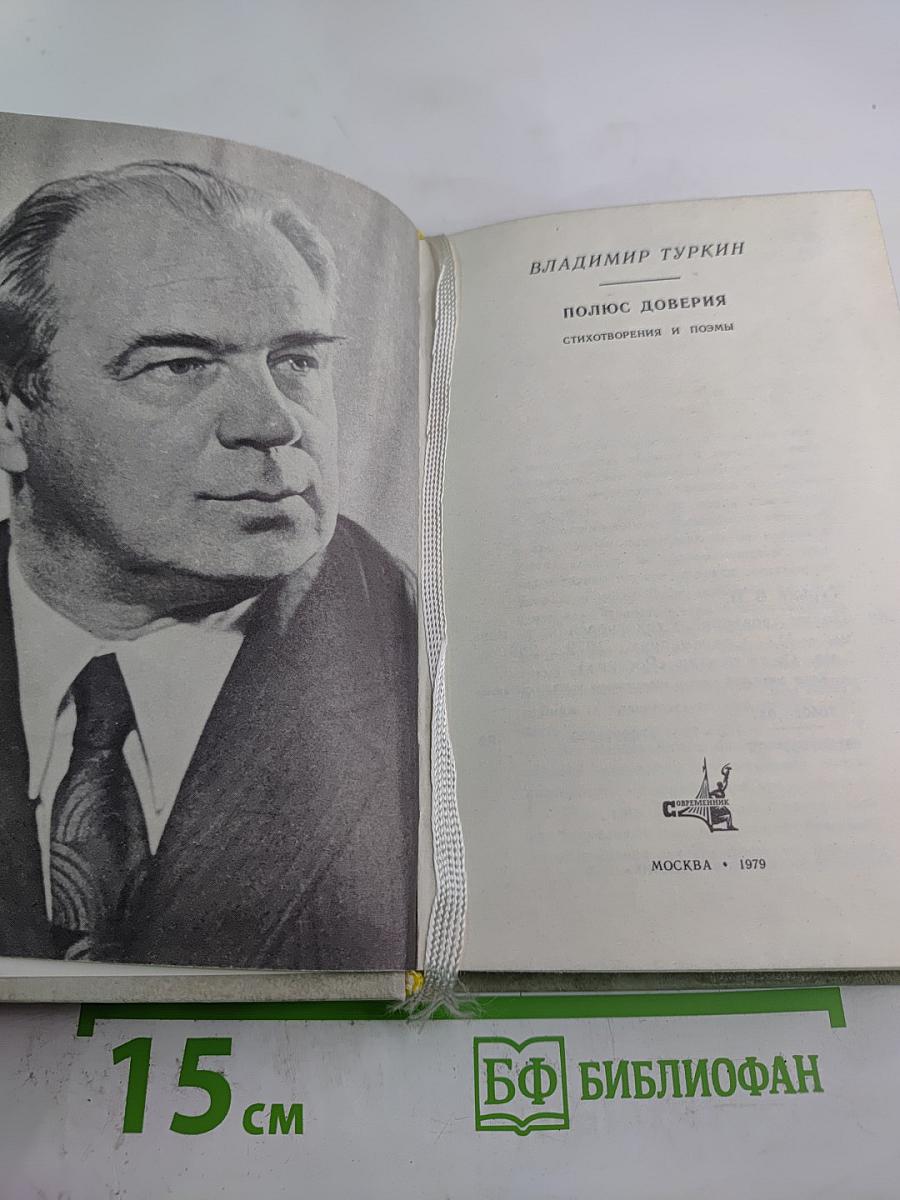 ВЛАДИМИР ТУРКИН
ПОЛЮС ДОВЕРИЯ
СТИХОТВОРЕНИЯ И ПОЭМЫ
СОВРЕМЕННИК
МОСКВА • 1979
15 см
БФ БИБЛИОФАН